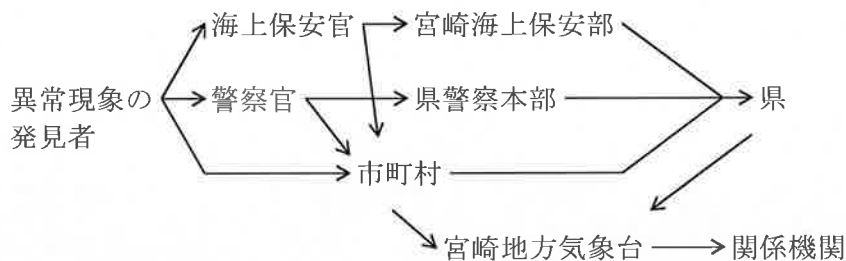 海上保安官 宮崎海上保安部
異常現象の 警察官 県警察本部 県
発見者
市町村
宮崎地方気象台 関係機関